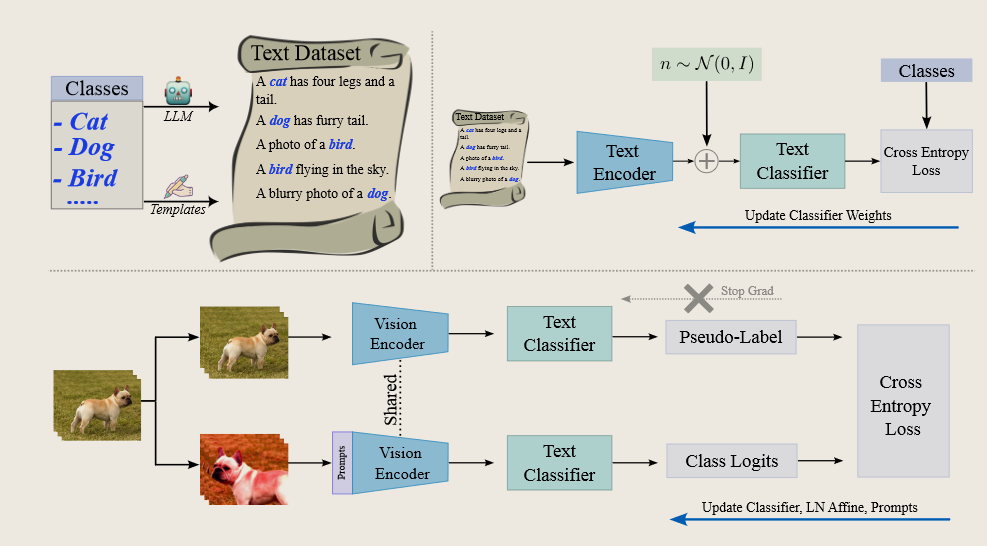 Classes
- Cat
- Dog
- Bird
.....
LLM
Templates
Text Dataset
A cat has four legs and a
tail.
A dog has furry tail.
A photo of a bird.
A bird flying in the sky.
A blurry photo of a dog.
Text Dataset
A cat has four legs and a
tail.
A dog has furry tail.
A photo of a bird.
A bird flying in the sky.
A blurry photo of a dog.
Text
Encoder
n ∼ 𝒩(0, I)
+
Text
Classifier
Classes
Cross Entropy
Loss
Update Classifier Weights
Vision
Encoder
Text
Classifier
Stop Grad
Pseudo-Label
Shared
Cross
Entropy
Loss
Prompts
Vision
Encoder
Text
Classifier
Class Logits
Update Classifier, LN Affine, Prompts